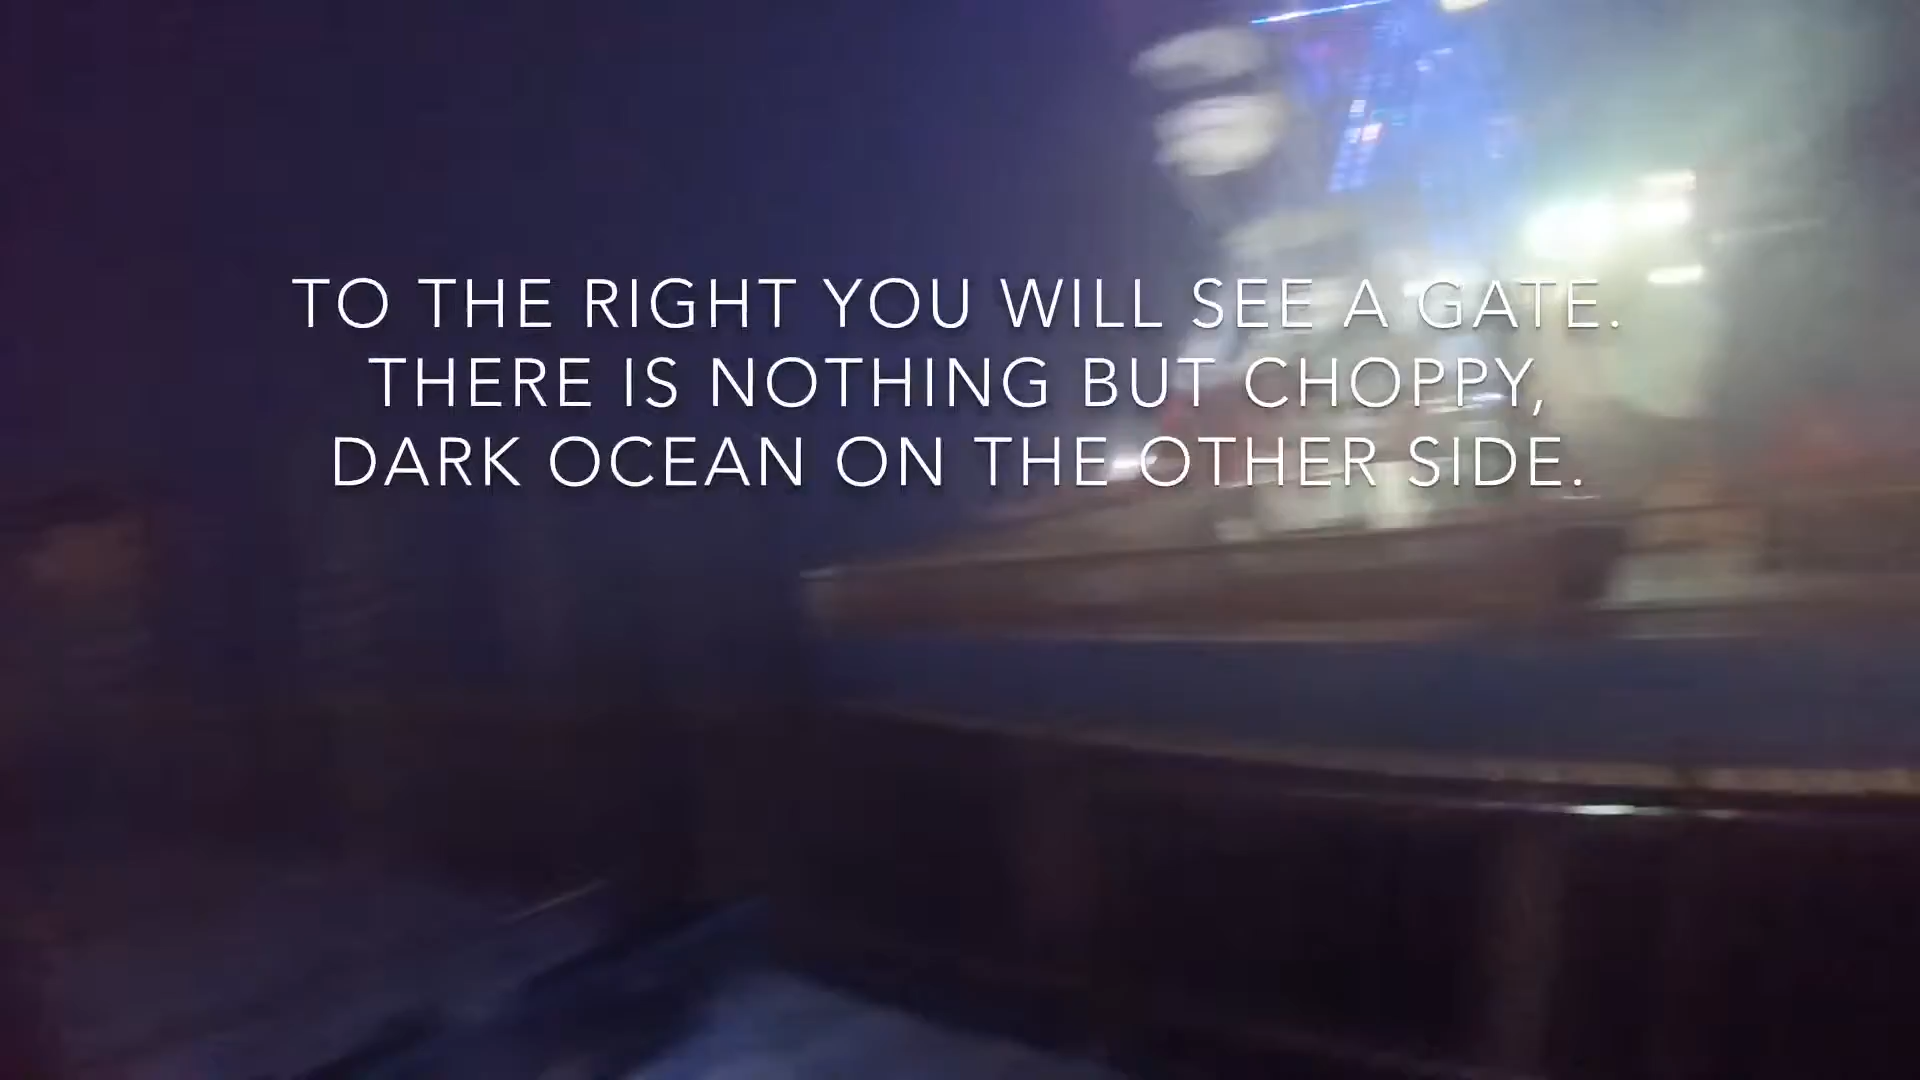 TO THE RIGHT YOU WILL SEE A GATE.
THERE IS NOTHING BUT CHOPPY,
DARK OCEAN ON THE OTHER SIDE.